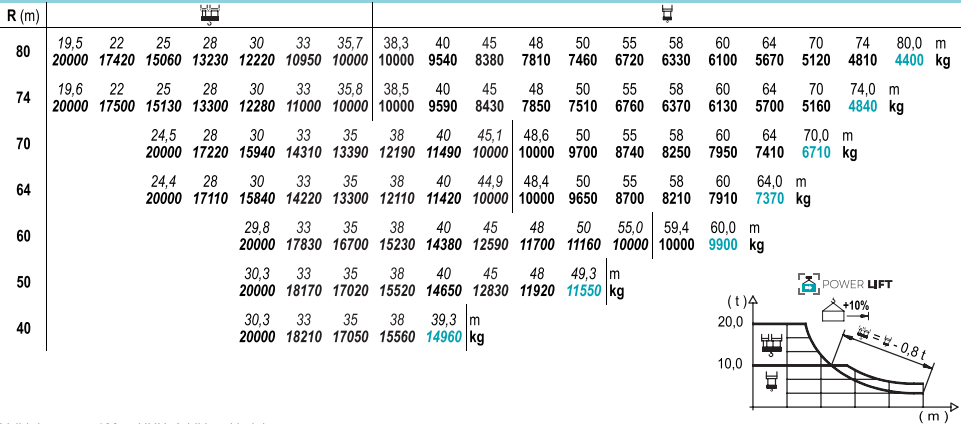 R (m)
19,5 22 25 28 30 33 35,7 38,3 40 45 48 50 55 58 60 64 70 74 80,0 m
80
20000 17420 15060 13230 12220 10950 10000 10000 9540 8380 7810 7460 6720 6330 6100 5670 5120 4810 4400 kg
19,6 22 25 28 30 33 35,8 38,5 40 45 48 50 55 58 60 64 70 74,0 m
74
20000 17500 15130 13300 12280 11000 10000 10000 9590 8430 7850 7510 6760 6370 6130 5700 5160 4840 kg
24,5 28 30 33 35 38 40 45,1 48,6 50 55 58 60 64 70,0 m
70
20000 17220 15940 14310 13390 12190 11490 10000 10000 9700 8740 8250 7950 7410 6710 kg
24,4 28 30 33 35 38 40 44,9 48,4 50 55 58 60 64,0 m
64
20000 17110 15840 14220 13300 12110 11420 10000 10000 9650 8700 8210 7910 7370 kg
29,8 33 35 38 40 45 48 50 55,0 59,4 60,0 m
60
20000 17830 16700 15230 14380 12590 11700 11160 10000 10000 9900 kg
30,3 33 35 38 40 45 48 49,3 m
50
20000 18170 17020 15520 14650 12830 11920 11550 kg
30,3 33 35 38 39,3 m
40
20000 18210 17050 15560 14960 kg
POWER LIFT
+10%
(t)
20,0
= - 0,8 t
10,0
(m)